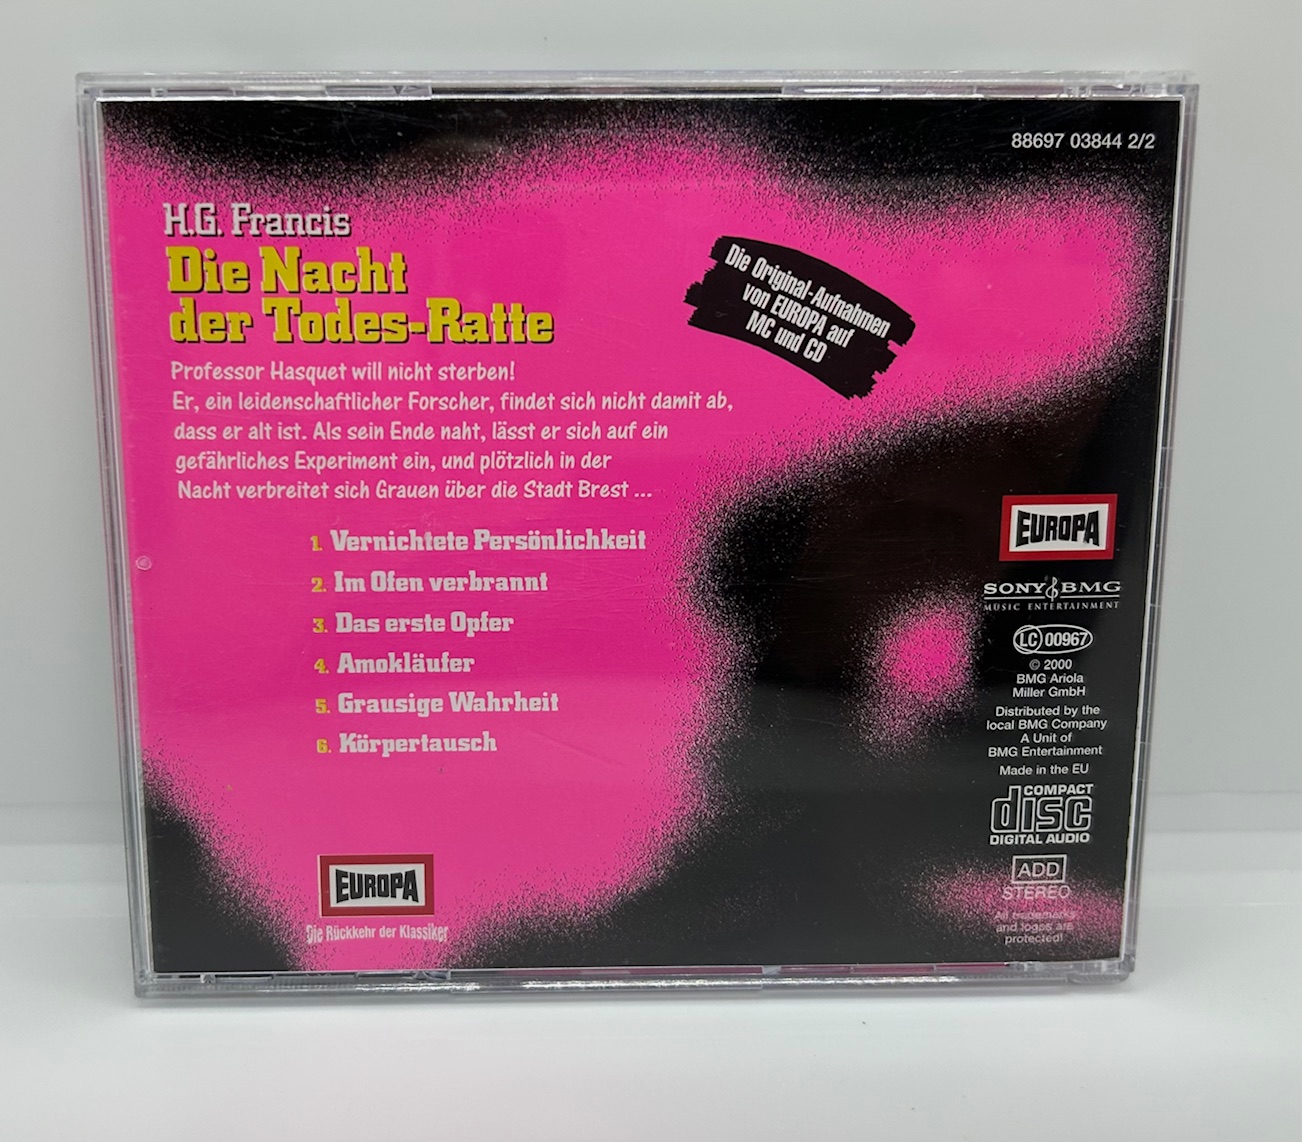 88697 03844 2/2
H.G. Francis
Die Nacht
der Todes-Ratte
Die Original-Aufnahmen
von EUROPA auf
MC und CD
Professor Hasquet will nicht sterben!
Er, ein leidenschaftlicher Forscher, findet sich nicht damit ab,
dass er alt ist. Als sein Ende naht, lässt er sich auf ein
gefährliches Experiment ein, und plötzlich in der
Nacht verbreitet sich Grauen über die Stadt Brest ...
1. Vernichtete Persönlichkeit
2. Im Ofen verbrannt
3. Das erste Opfer
4. Amokläufer
5. Grausige Wahrheit
6. Körpertausch
EUROPA
Die Rückkehr der Klassiker
EUROPA
SONY BMG
MUSIC ENTERTAINMENT
LC 00967
© 2000
BMG Ariola
Miller GmbH
Distributed by the
local BMG Company
A Unit of
BMG Entertainment
Made in the EU
COMPACT
disc
DIGITAL AUDIO
ADD
STEREO
All trademarks
and logos are
protected!